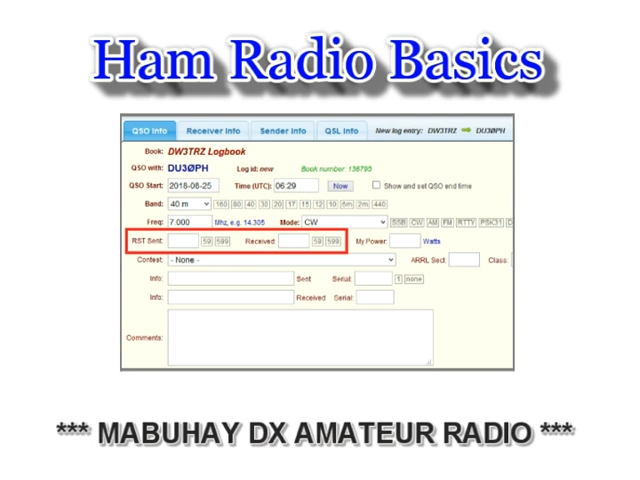 Ham Radio Basics
QSO Info Receiver Info Sender Info QSL Info New log entry: DW3TRZ DU3ØPH
Book: DW3TRZ Logbook
QSO with: DU3ØPH Log id: new Book number: 136795
QSO Start: 2018-08-25 Time (UTC): 06:29 Now Show and set QSO end time
Band: 40 m 160 80 40 30 20 17 15 12 10 6m 2m 440
Freq: 7.000 Mhz, e.g. 14.305 Mode: CW SSB CW AM FM RTTY PSK31 D
RST Sent: 59 599 Received: 59 599 My Power: Watts
Contest: - None - ARRL Sect: Class:
Info: Sent Serial: 1 none
Info: Received Serial:
Comments:
*** MABUHAY DX AMATEUR RADIO ***